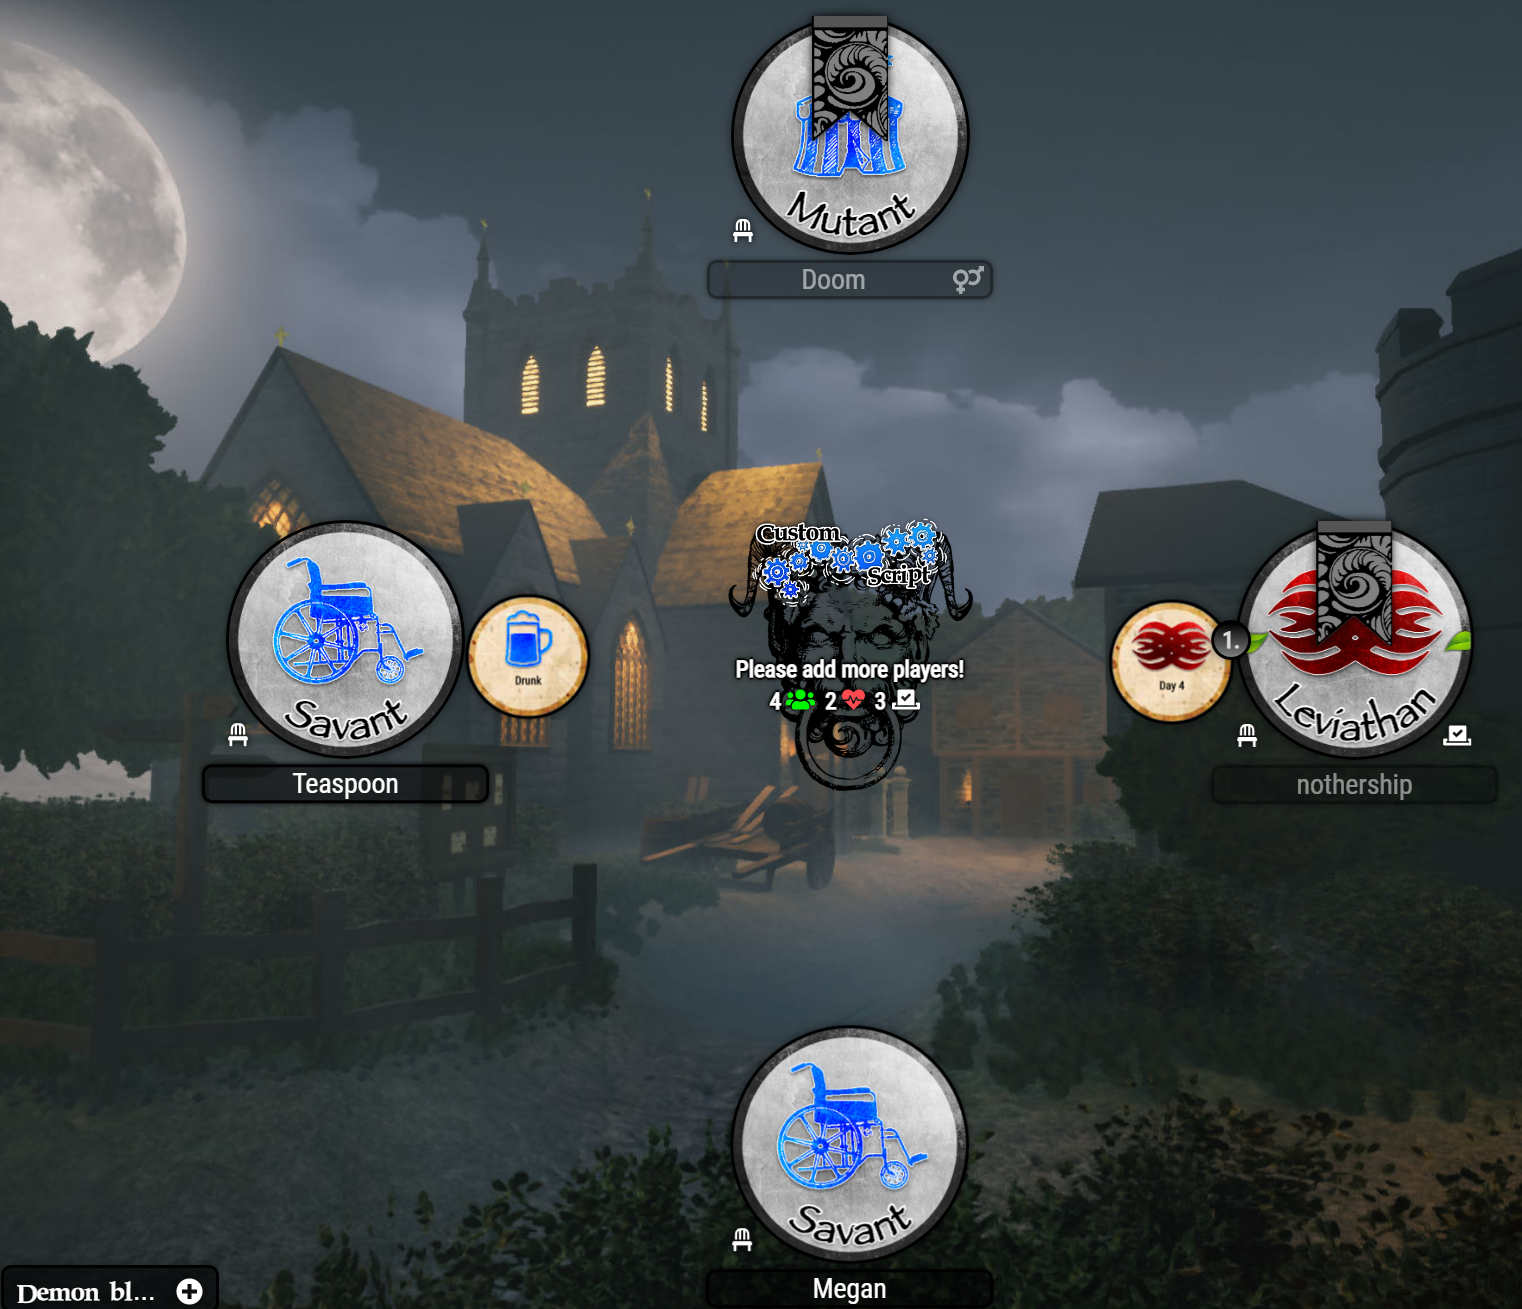 Mutant
Doom
Custom
Script
Please add more players!
4 2 3
Savant
Drunk
Teaspoon
Day 4
1.
Leviathan
nothership
Savant
Megan
Demon bl...